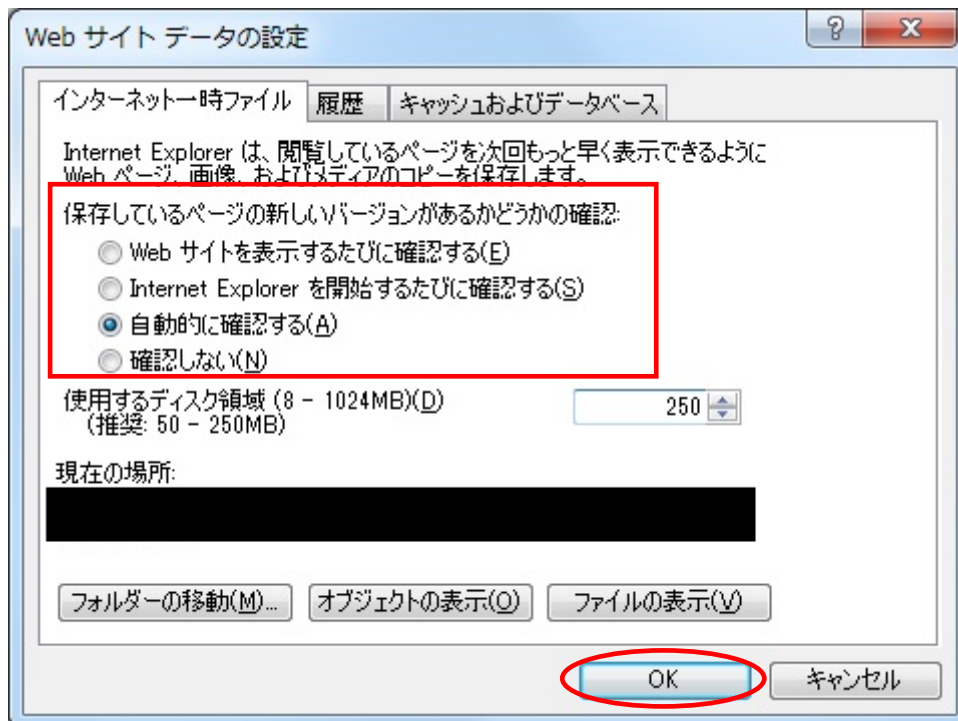 Web サイト データの設定
インターネット一時ファイル 履歴 キャッシュおよびデータベース
Internet Explorer は、閲覧しているページを次回もっと早く表示できるように
Web ページ、画像、およびメディアのコピーを保存します。
保存しているページの新しいバージョンがあるかどうかの確認:
Web サイトを表示するたびに確認する(E)
Internet Explorer を開始するたびに確認する(S)
自動的に確認する(A)
確認しない(N)
使用するディスク領域 (8 - 1024MB)(D) 250
(推奨: 50 - 250MB)
現在の場所:
フォルダーの移動(M)... オブジェクトの表示(O) ファイルの表示(V)
OK キャンセル